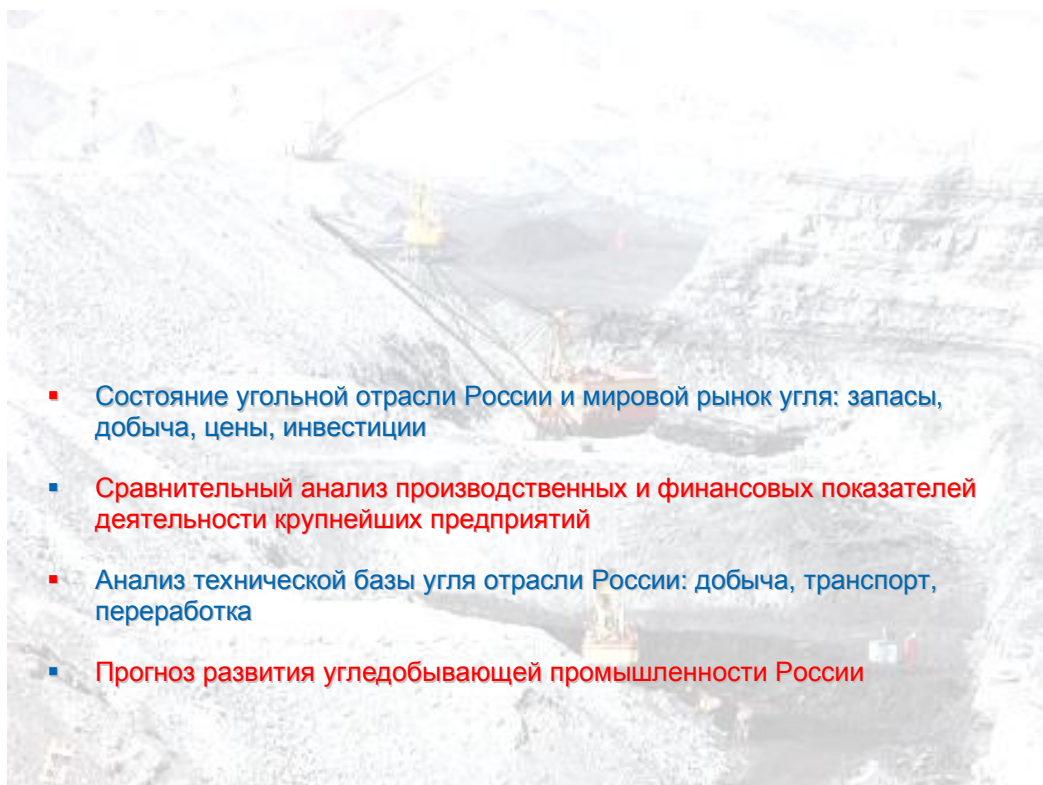 Состояние угольной отрасли России и мировой рынок угля: запасы,
добыча, цены, инвестиции
Сравнительный анализ производственных и финансовых показателей
деятельности крупнейших предприятий
Анализ технической базы угля отрасли России: добыча, транспорт,
переработка
Прогноз развития угледобывающей промышленности России